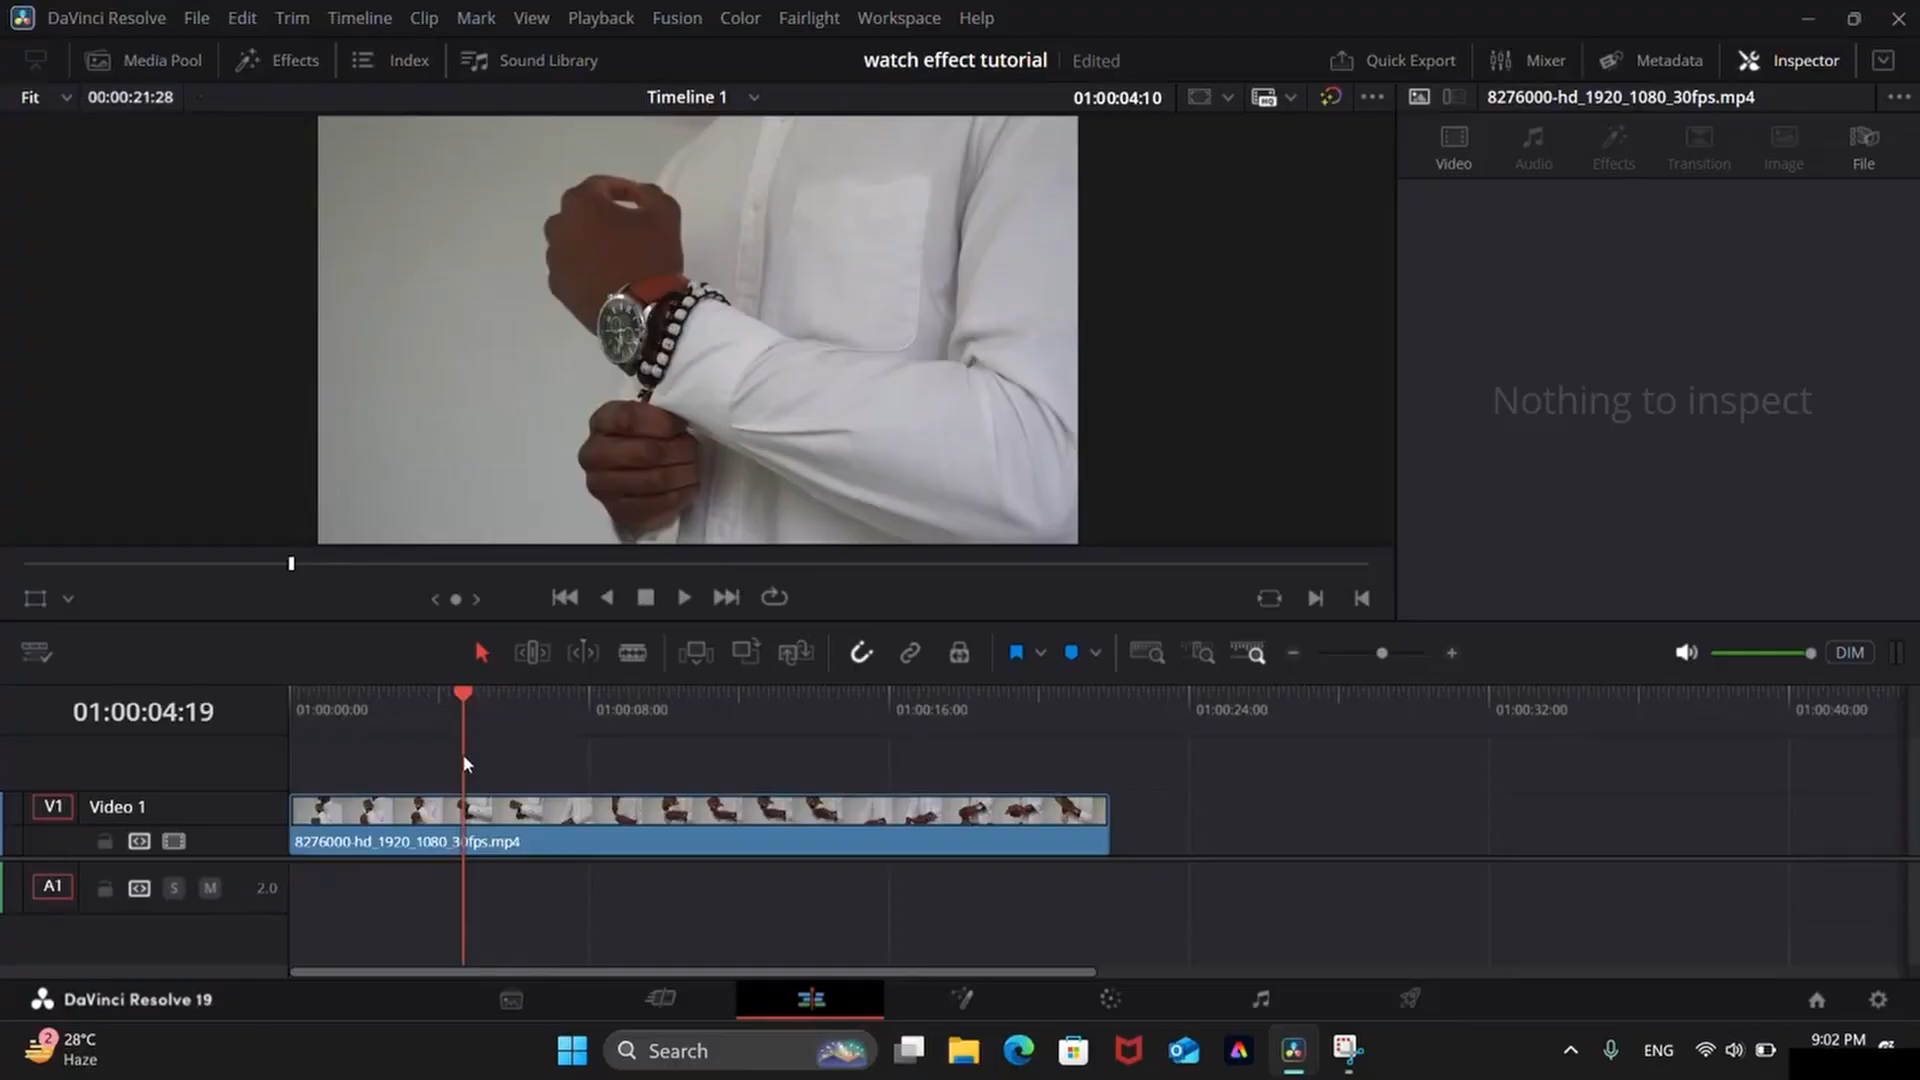 DaVinci Resolve File Edit Trim Timeline Clip Mark View Playback Fusion Color Fairlight Workspace Help
Media Pool Effects Index Sound Library watch effect tutorial Edited Quick Export Mixer Metadata Inspector
Fit 00:00:21:28 Timeline 1 01:00:04:10 HQ 8276000-hd_1920_1080_30fps.mp4
Video Audio Effects Transition Image File
Nothing to inspect
DIM
01:00:04:19 01:00:00:00 01:00:08:00 01:00:16:00 01:00:24:00 01:00:32:00 01:00:40:00
V1 Video 1
8276000-hd_1920_1080_30fps.mp4
A1 S M 2.0
DaVinci Resolve 19
2 28°C
Haze
Search
ENG
9:02 PM